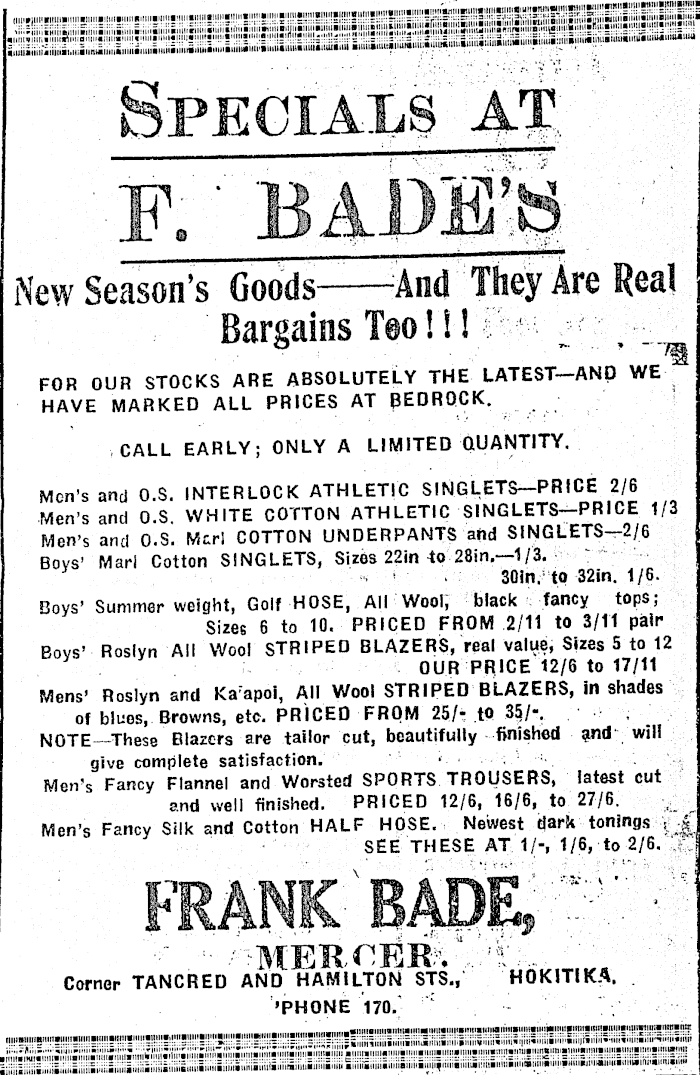 SPECIALS AT
F. BADE'S
New Season's Goods——And They Are Real
Bargains Too!!!
FOR OUR STOCKS ARE ABSOLUTELY THE LATEST—AND WE
HAVE MARKED ALL PRICES AT BEDROCK.
CALL EARLY; ONLY A LIMITED QUANTITY.
Men's and O.S. INTERLOCK ATHLETIC SINGLETS—PRICE 2/6
Men's and O.S. WHITE COTTON ATHLETIC SINGLETS—PRICE 1/3
Men's and O.S. Marl COTTON UNDERPANTS and SINGLETS—2/6
Boys' Marl Cotton SINGLETS, Sizes 22in to 28in.—1/3.
30in. to 32in. 1/6.
Boys' Summer weight, Golf HOSE, All Wool, black fancy tops;
Sizes 6 to 10. PRICED FROM 2/11 to 3/11 pair
Boys' Roslyn All Wool STRIPED BLAZERS, real value, Sizes 5 to 12
OUR PRICE 12/6 to 17/11
Mens' Roslyn and Kaiapoi, All Wool STRIPED BLAZERS, in shades
of blues, Browns, etc. PRICED FROM 25/- to 35/-.
NOTE—These Blazers are tailor cut, beautifully finished and will
give complete satisfaction.
Men's Fancy Flannel and Worsted SPORTS TROUSERS, latest cut
and well finished. PRICED 12/6, 16/6, to 27/6.
Men's Fancy Silk and Cotton HALF HOSE. Newest dark tonings
SEE THESE AT 1/-, 1/6, to 2/6.
FRANK BADE,
MERCER.
Corner TANCRED AND HAMILTON STS., HOKITIKA.
'PHONE 170.